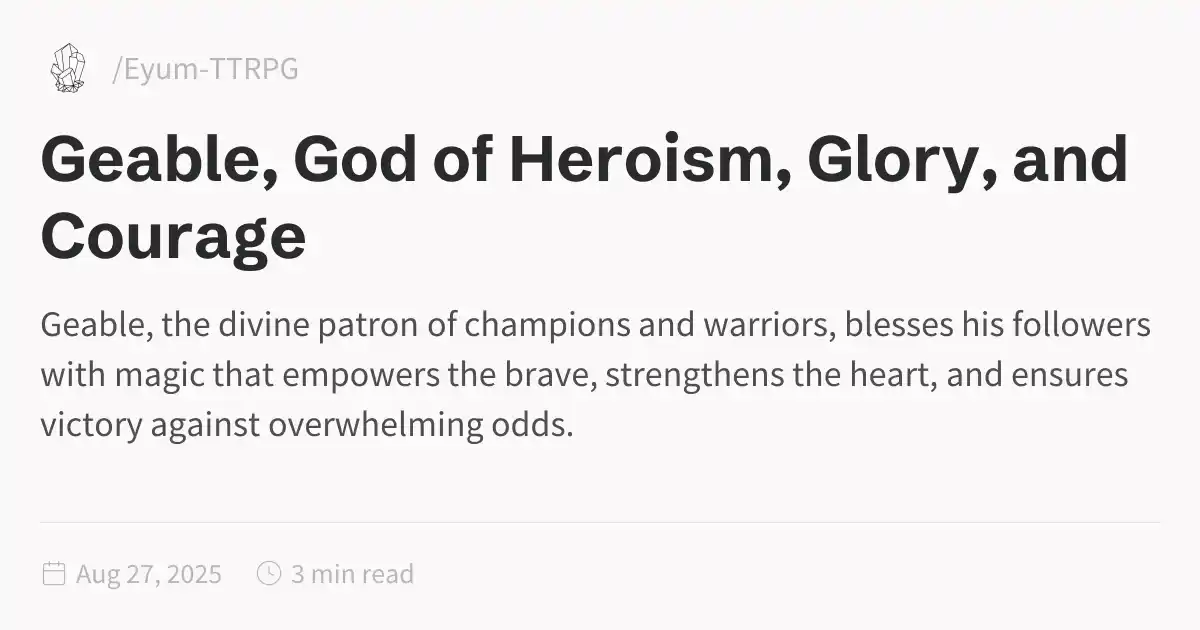 /Eyum-TTRPG
Geable, God of Heroism, Glory, and
Courage
Geable, the divine patron of champions and warriors, blesses his followers
with magic that empowers the brave, strengthens the heart, and ensures
victory against overwhelming odds.
Aug 27, 2025 3 min read